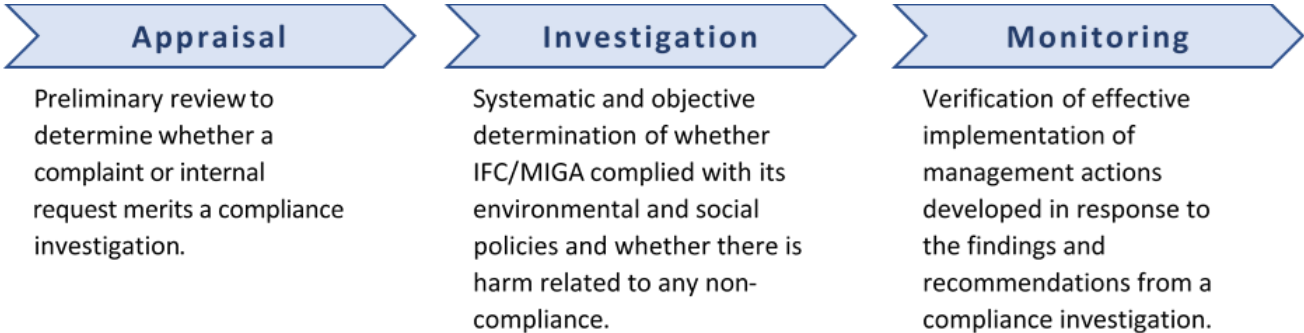 Appraisal
Preliminary review to
determine whether a
complaint or internal
request merits a compliance
investigation.
Investigation
Systematic and objective
determination of whether
IFC/MIGA complied with its
environmental and social
policies and whether there is
harm related to any non-
compliance.
Monitoring
Verification of effective
implementation of
management actions
developed in response to
the findings and
recommendations from a
compliance investigation.